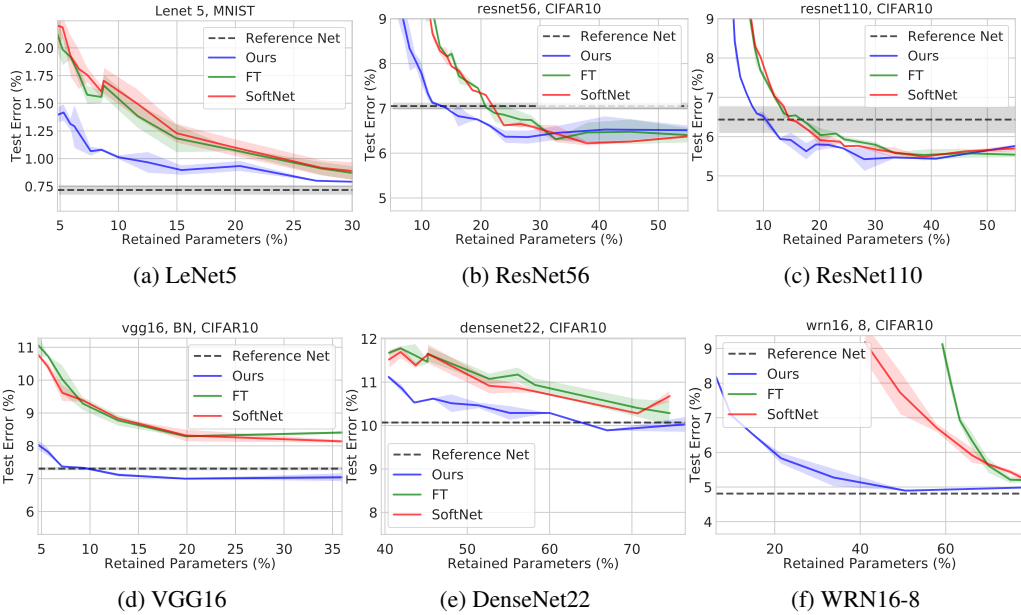 Lenet 5, MNIST
2.00
1.75
1.50
1.25
1.00
0.75
Test Error (%)
5 10 15 20 25 30
Retained Parameters (%)
Reference Net
Ours
FT
SoftNet
(a) LeNet5
resnet56, CIFAR10
9
8
7
6
5
Test Error (%)
10 20 30 40 50
Retained Parameters (%)
Reference Net
Ours
FT
SoftNet
(b) ResNet56
resnet110, CIFAR10
9
8
7
6
5
Test Error (%)
10 20 30 40 50
Retained Parameters (%)
Reference Net
Ours
FT
SoftNet
(c) ResNet110
vgg16, BN, CIFAR10
11
10
9
8
7
6
Test Error (%)
5 10 15 20 25 30 35
Retained Parameters (%)
Reference Net
Ours
FT
SoftNet
(d) VGG16
densenet22, CIFAR10
12
11
10
9
8
Test Error (%)
40 50 60 70
Retained Parameters (%)
Reference Net
Ours
FT
SoftNet
(e) DenseNet22
wrn16, 8, CIFAR10
9
8
7
6
5
4
Test Error (%)
20 40 60
Retained Parameters (%)
Reference Net
Ours
FT
SoftNet
(f) WRN16-8